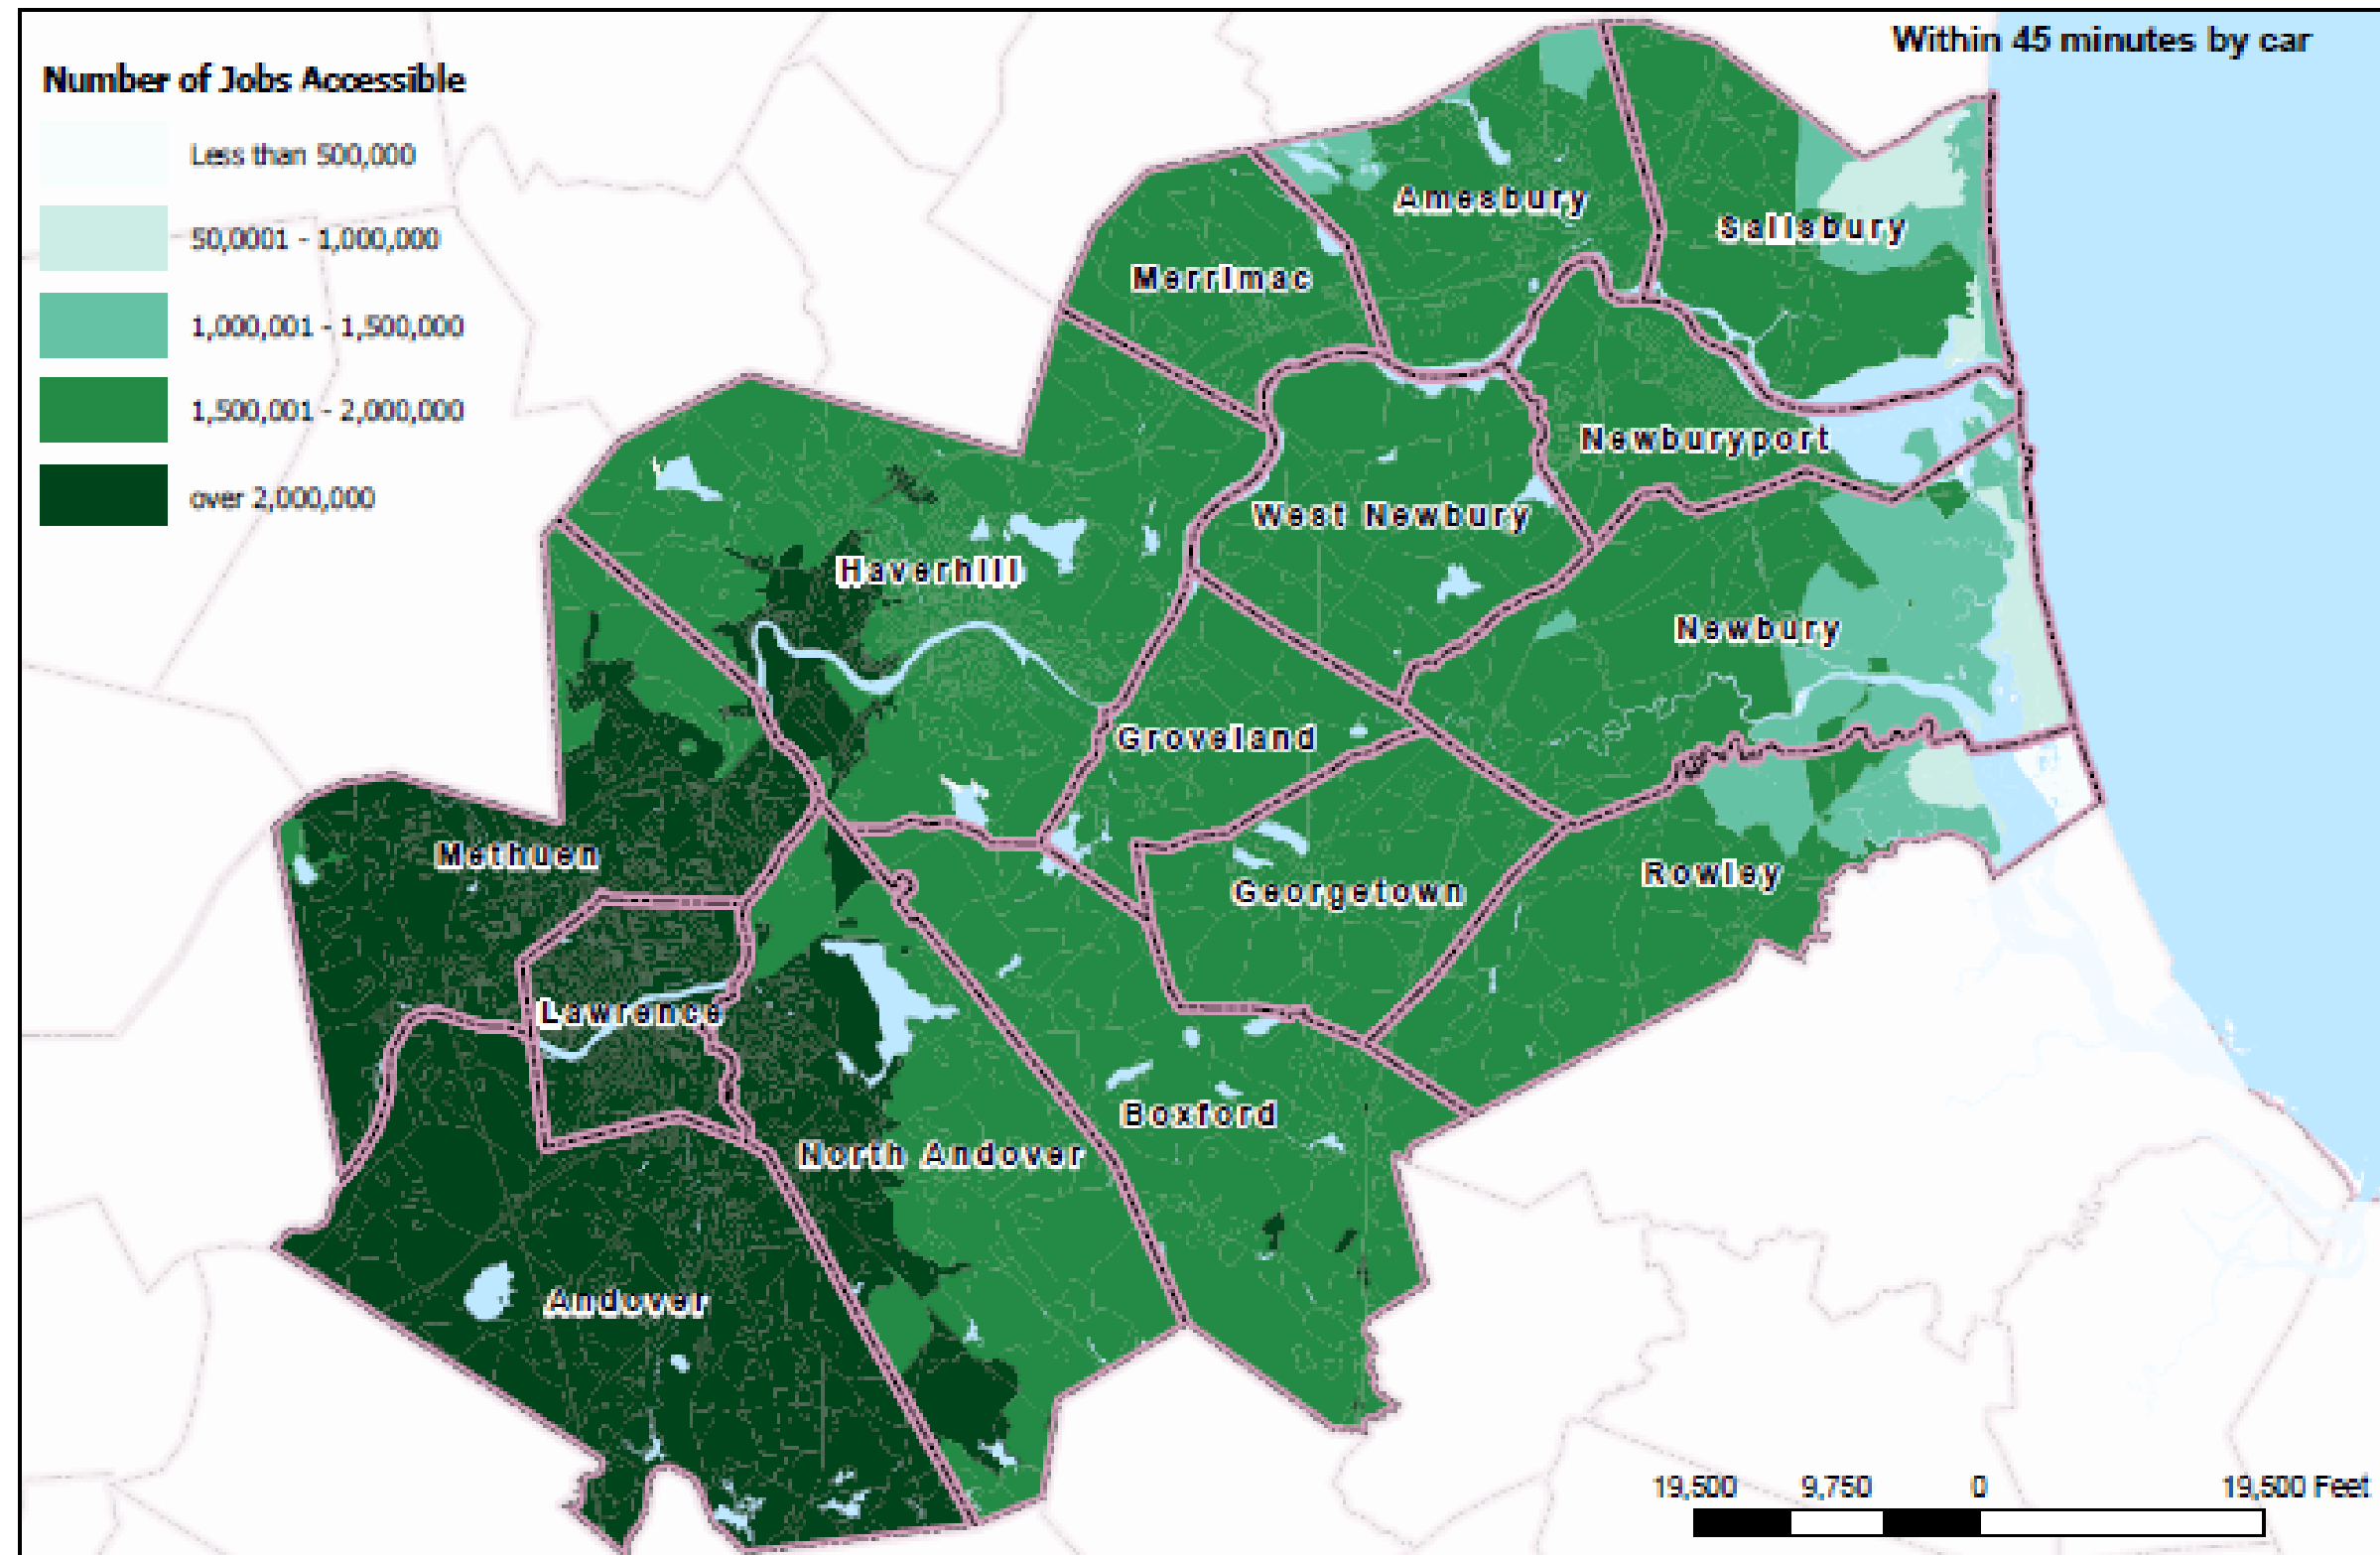 Within 45 minutes by car
Number of Jobs Accessible
Less than 500,000
50,0001 - 1,000,000
1,000,001 - 1,500,000
1,500,001 - 2,000,000
over 2,000,000
Amesbury
Salisbury
Merrimac
Newburyport
West Newbury
Haverhill
Newbury
Groveland
Methuen
Rowley
Georgetown
Lawrence
Boxford
North Andover
Andover
19,500 9,750 0 19,500 Feet